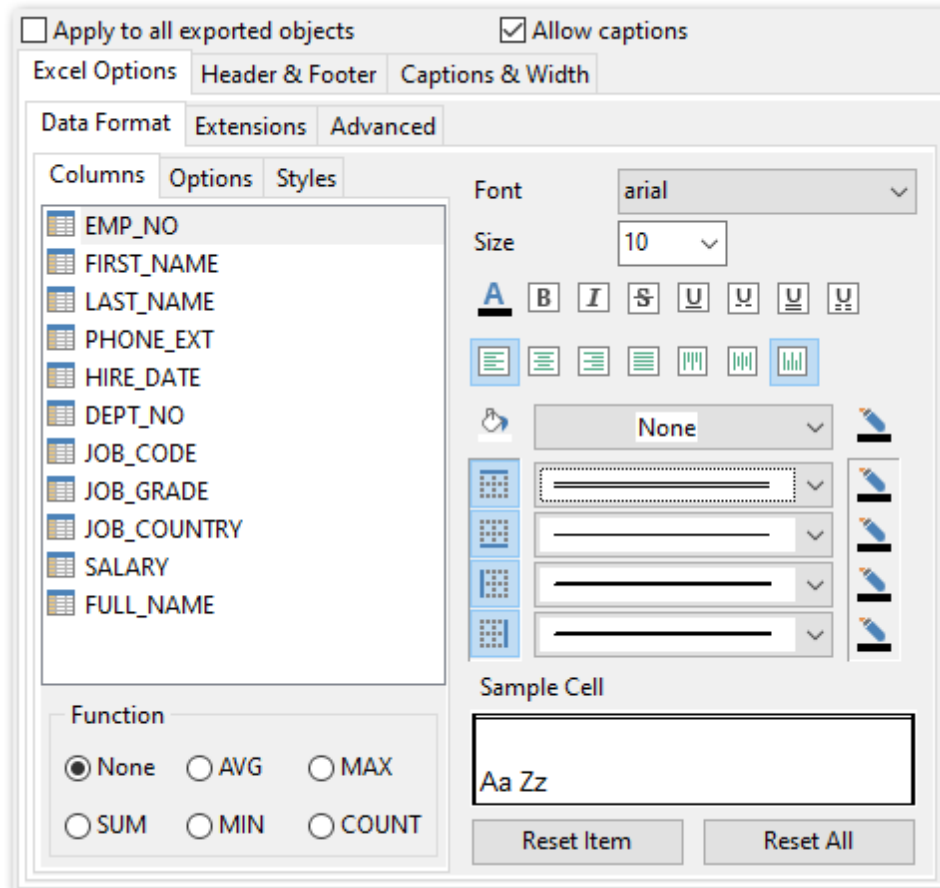 Apply to all exported objects Allow captions
Excel Options Header & Footer Captions & Width
Data Format Extensions Advanced
Columns Options Styles
EMP_NO
FIRST_NAME
LAST_NAME
PHONE_EXT
HIRE_DATE
DEPT_NO
JOB_CODE
JOB_GRADE
JOB_COUNTRY
SALARY
FULL_NAME
Function
None AVG MAX
SUM MIN COUNT
Font arial
Size 10
A B I S U U U U
None
Sample Cell
Aa Zz
Reset Item Reset All